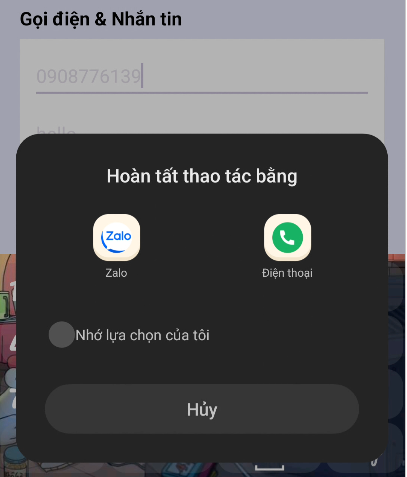 Gọi điện & Nhắn tin
0908776139
hello
Hoàn tất thao tác bằng
Zalo
Zalo
Điện thoại
Nhớ lựa chọn của tôi
Hủy